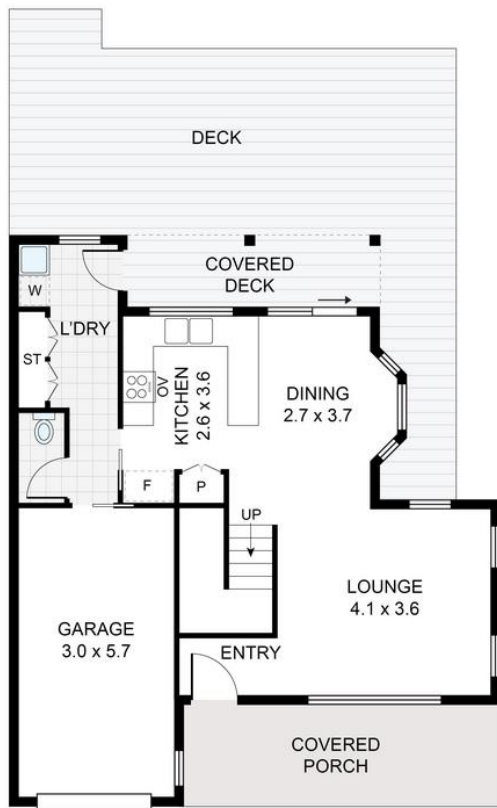 DECK
COVERED
DECK
W
L'DRY
ST
OV
KITCHEN
2.6 x 3.6
DINING
2.7 x 3.7
F
P
UP
LOUNGE
4.1 x 3.6
GARAGE
3.0 x 5.7
ENTRY
COVERED
PORCH